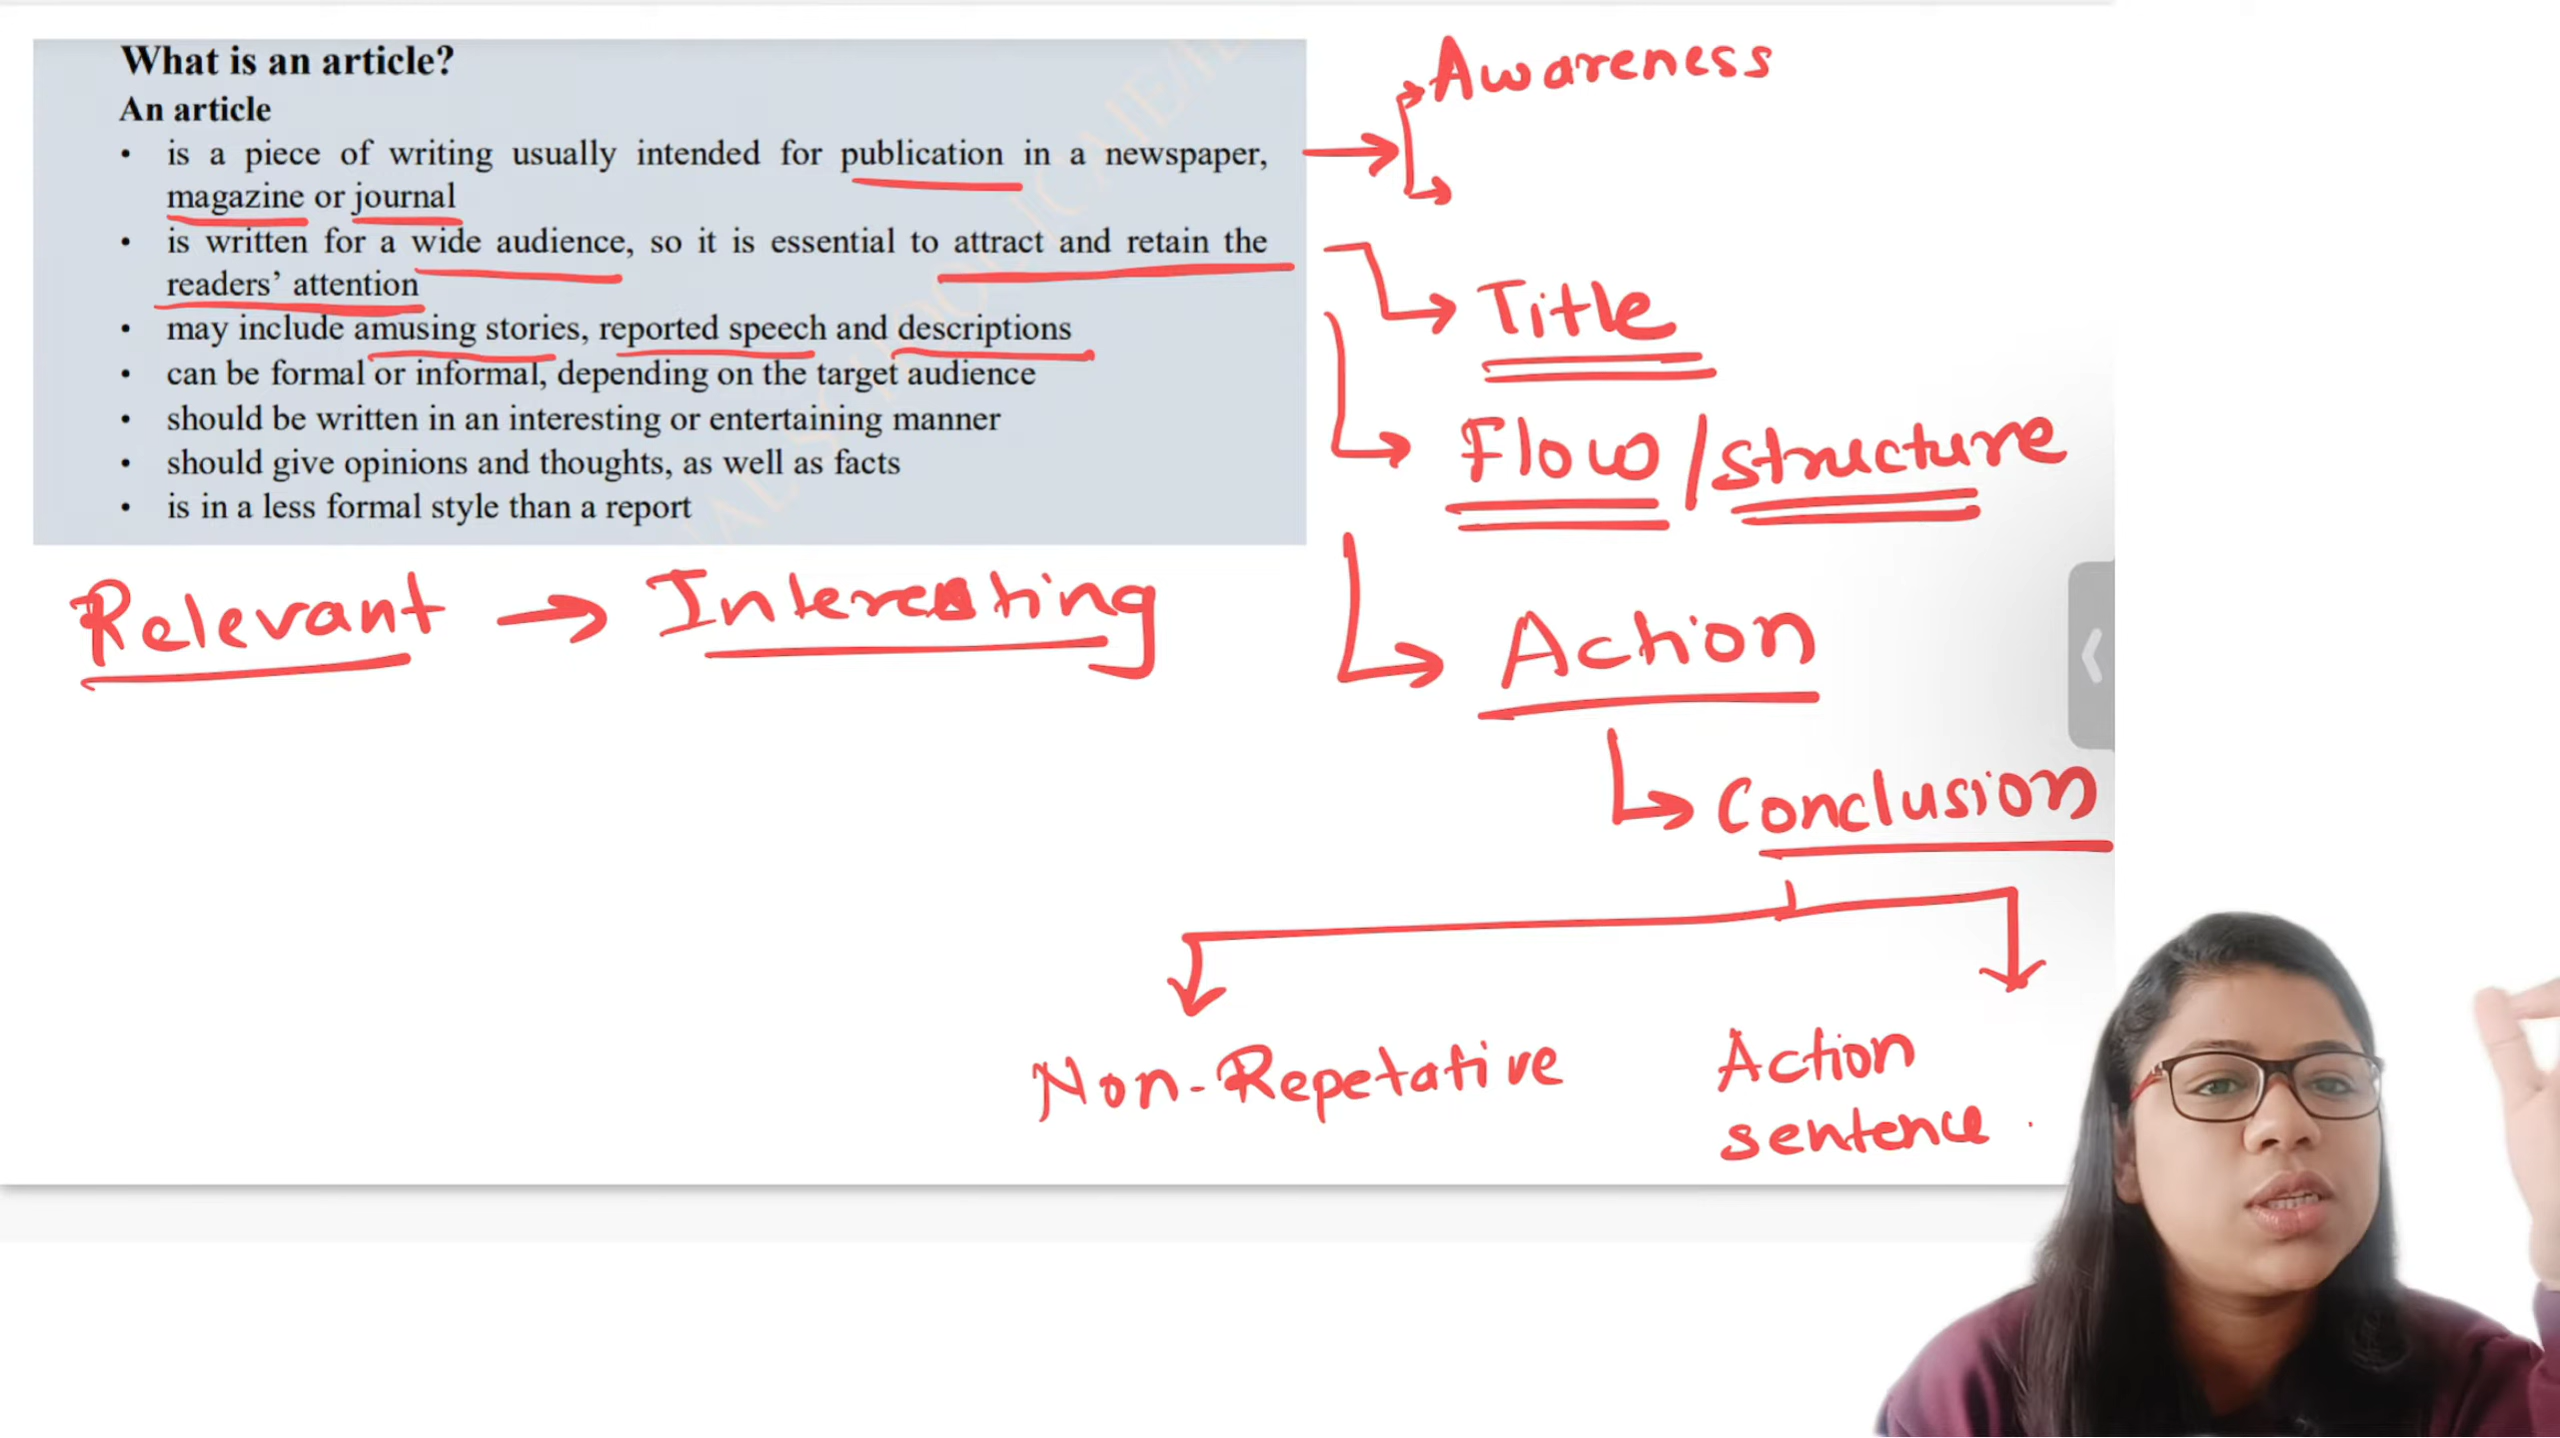 What is an article?
An article
• is a piece of writing usually intended for publication in a newspaper,
magazine or journal
• is written for a wide audience, so it is essential to attract and retain the
readers’ attention
• may include amusing stories, reported speech and descriptions
• can be formal or informal, depending on the target audience
• should be written in an interesting or entertaining manner
• should give opinions and thoughts, as well as facts
• is in a less formal style than a report
Awareness
Title
Flow / structure
Relevant → Interesting
Action
Conclusion
Non-Repetative
Action
sentence.